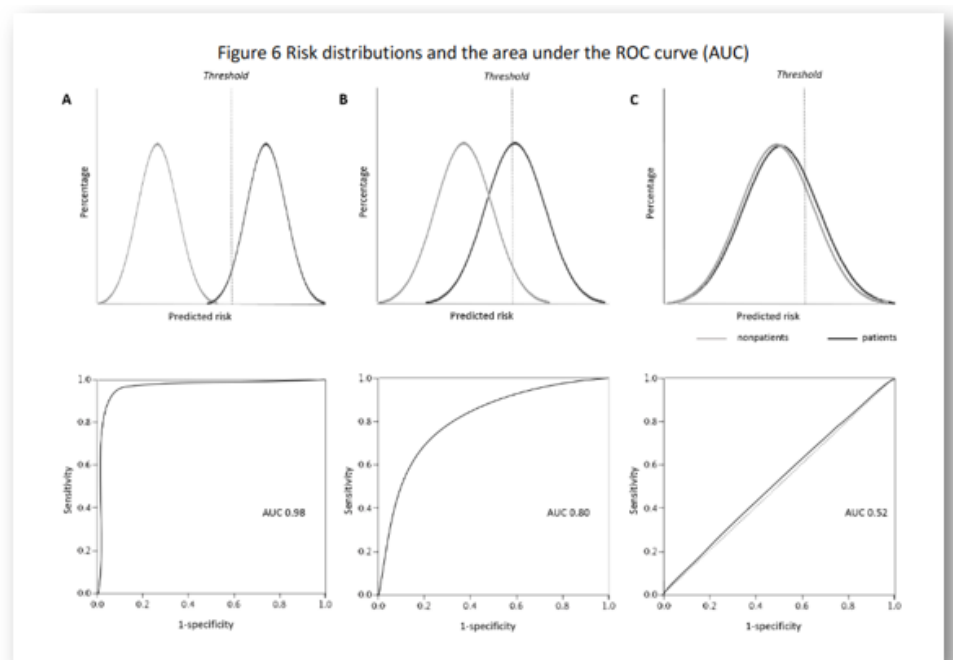 Figure 6 Risk distributions and the area under the ROC curve (AUC)
Threshold
A
Percentage
Predicted risk
Threshold
B
Percentage
Predicted risk
Threshold
C
Percentage
Predicted risk
nonpatients
patients
1.0
0.8
0.6
0.4
0.2
0.0
Sensitivity
AUC 0.98
0.0 0.2 0.4 0.6 0.8 1.0
1-specificity
1.0
0.8
0.6
0.4
0.2
0.0
Sensitivity
AUC 0.80
0.0 0.2 0.4 0.6 0.8 1.0
1-specificity
1.0
0.8
0.6
0.4
0.2
0.0
Sensitivity
AUC 0.52
0.0 0.2 0.4 0.6 0.8 1.0
1-specificity